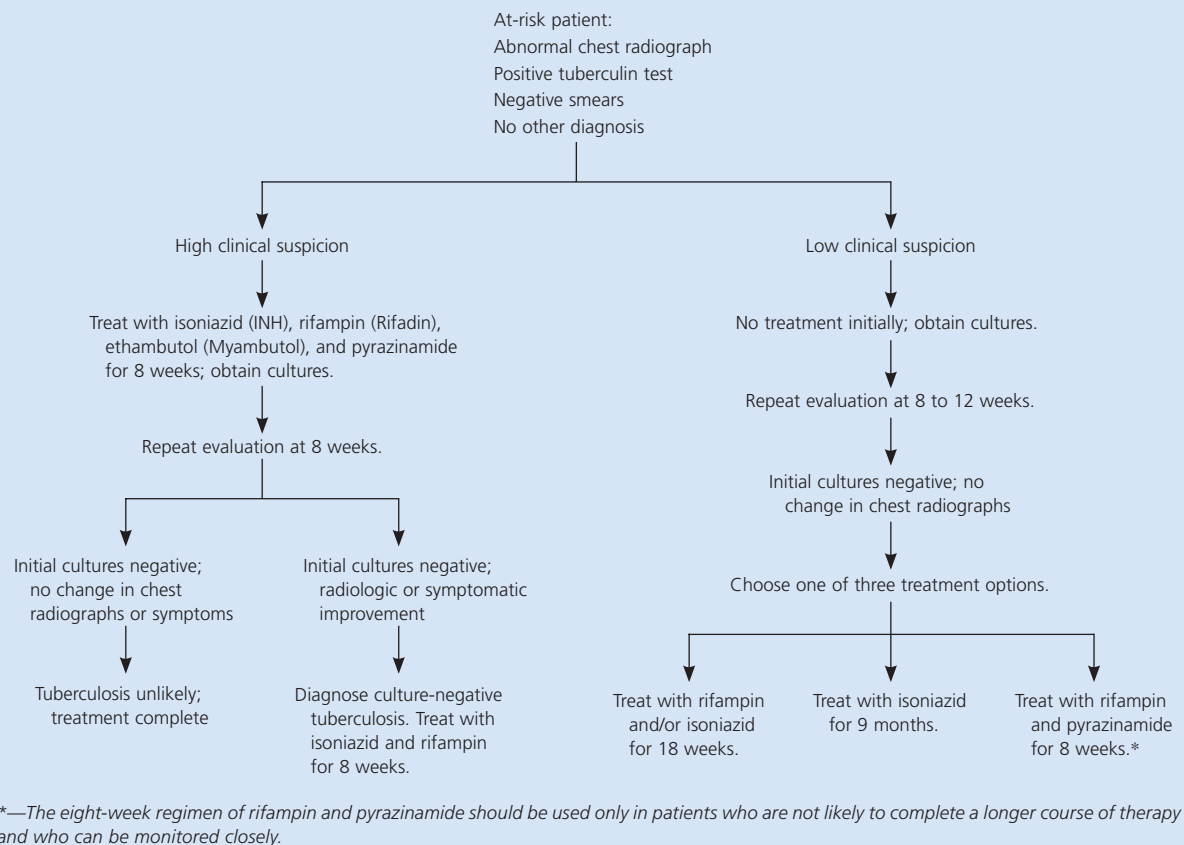 At-risk patient:
Abnormal chest radiograph
Positive tuberculin test
Negative smears
No other diagnosis
High clinical suspicion
Low clinical suspicion
Treat with isoniazid (INH), rifampin (Rifadin),
ethambutol (Myambutol), and pyrazinamide
for 8 weeks; obtain cultures.
No treatment initially; obtain cultures.
Repeat evaluation at 8 weeks.
Repeat evaluation at 8 to 12 weeks.
Initial cultures negative; no
change in chest radiographs
Initial cultures negative;
no change in chest
radiographs or symptoms
Initial cultures negative;
radiologic or symptomatic
improvement
Choose one of three treatment options.
Tuberculosis unlikely;
treatment complete
Diagnose culture-negative
tuberculosis. Treat with
isoniazid and rifampin
for 8 weeks.
Treat with rifampin
and/or isoniazid
for 18 weeks.
Treat with isoniazid
for 9 months.
Treat with rifampin
and pyrazinamide
for 8 weeks.*
*—The eight-week regimen of rifampin and pyrazinamide should be used only in patients who are not likely to complete a longer course of therapy
and who can be monitored closely.